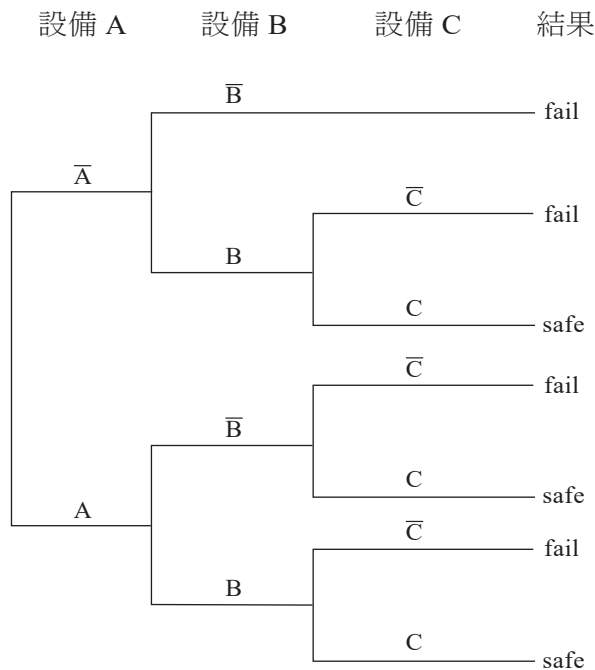 設備 A 設備 B 設備 C 結果
B̅ fail
A̅
C̅ fail
B
C safe
C̅ fail
B̅
C safe
A
C̅ fail
B
C safe